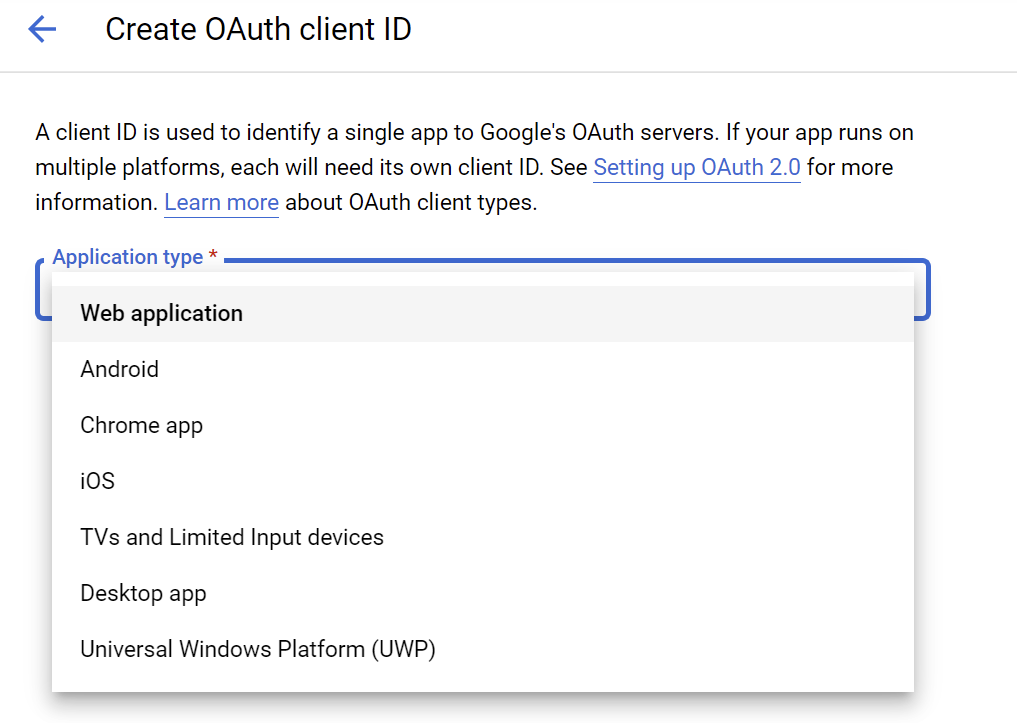 Create OAuth client ID
A client ID is used to identify a single app to Google's OAuth servers. If your app runs on
multiple platforms, each will need its own client ID. See Setting up OAuth 2.0 for more
information. Learn more about OAuth client types.
Application type *
Web application
Android
Chrome app
iOS
TVs and Limited Input devices
Desktop app
Universal Windows Platform (UWP)